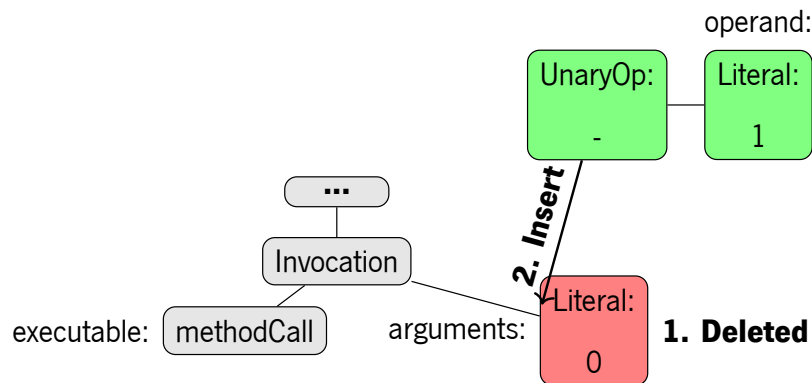 operand:
UnaryOp:
-
Literal:
1
...
Invocation
2. Insert
executable:
methodCall
arguments:
Literal:
0
1. Deleted